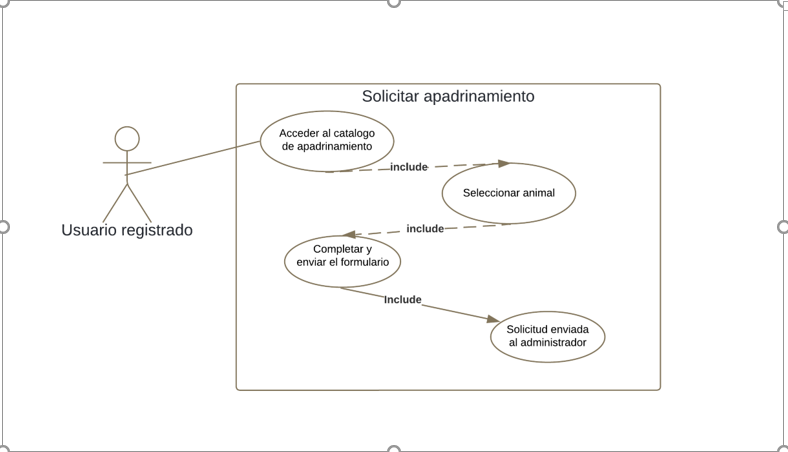 Solicitar apadrinamiento
Acceder al catalogo
de apadrinamiento
include
Seleccionar animal
Usuario registrado
include
Completar y
enviar el formulario
Include
Solicitud enviada
al administrador